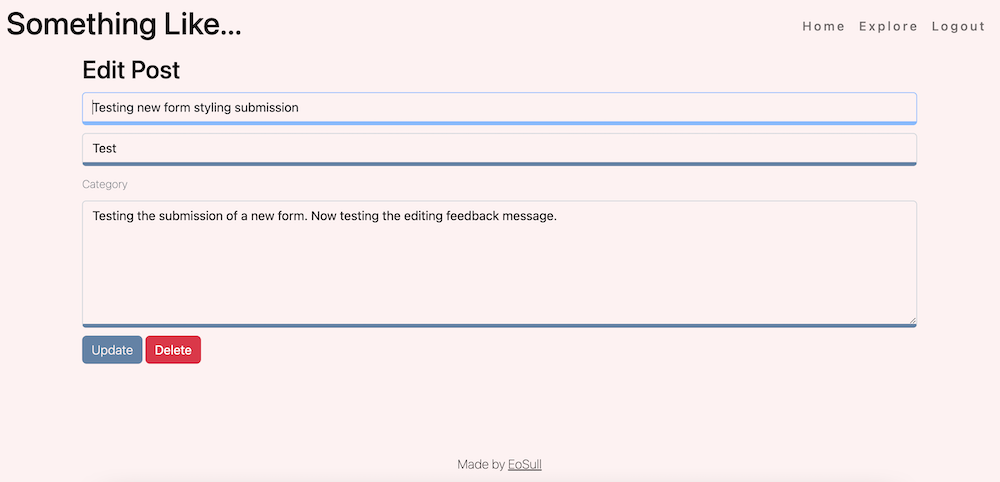 Something Like...
Home Explore Logout
Edit Post
Testing new form styling submission
Test
Category
Testing the submission of a new form. Now testing the editing feedback message.
Update Delete
Made by EoSull